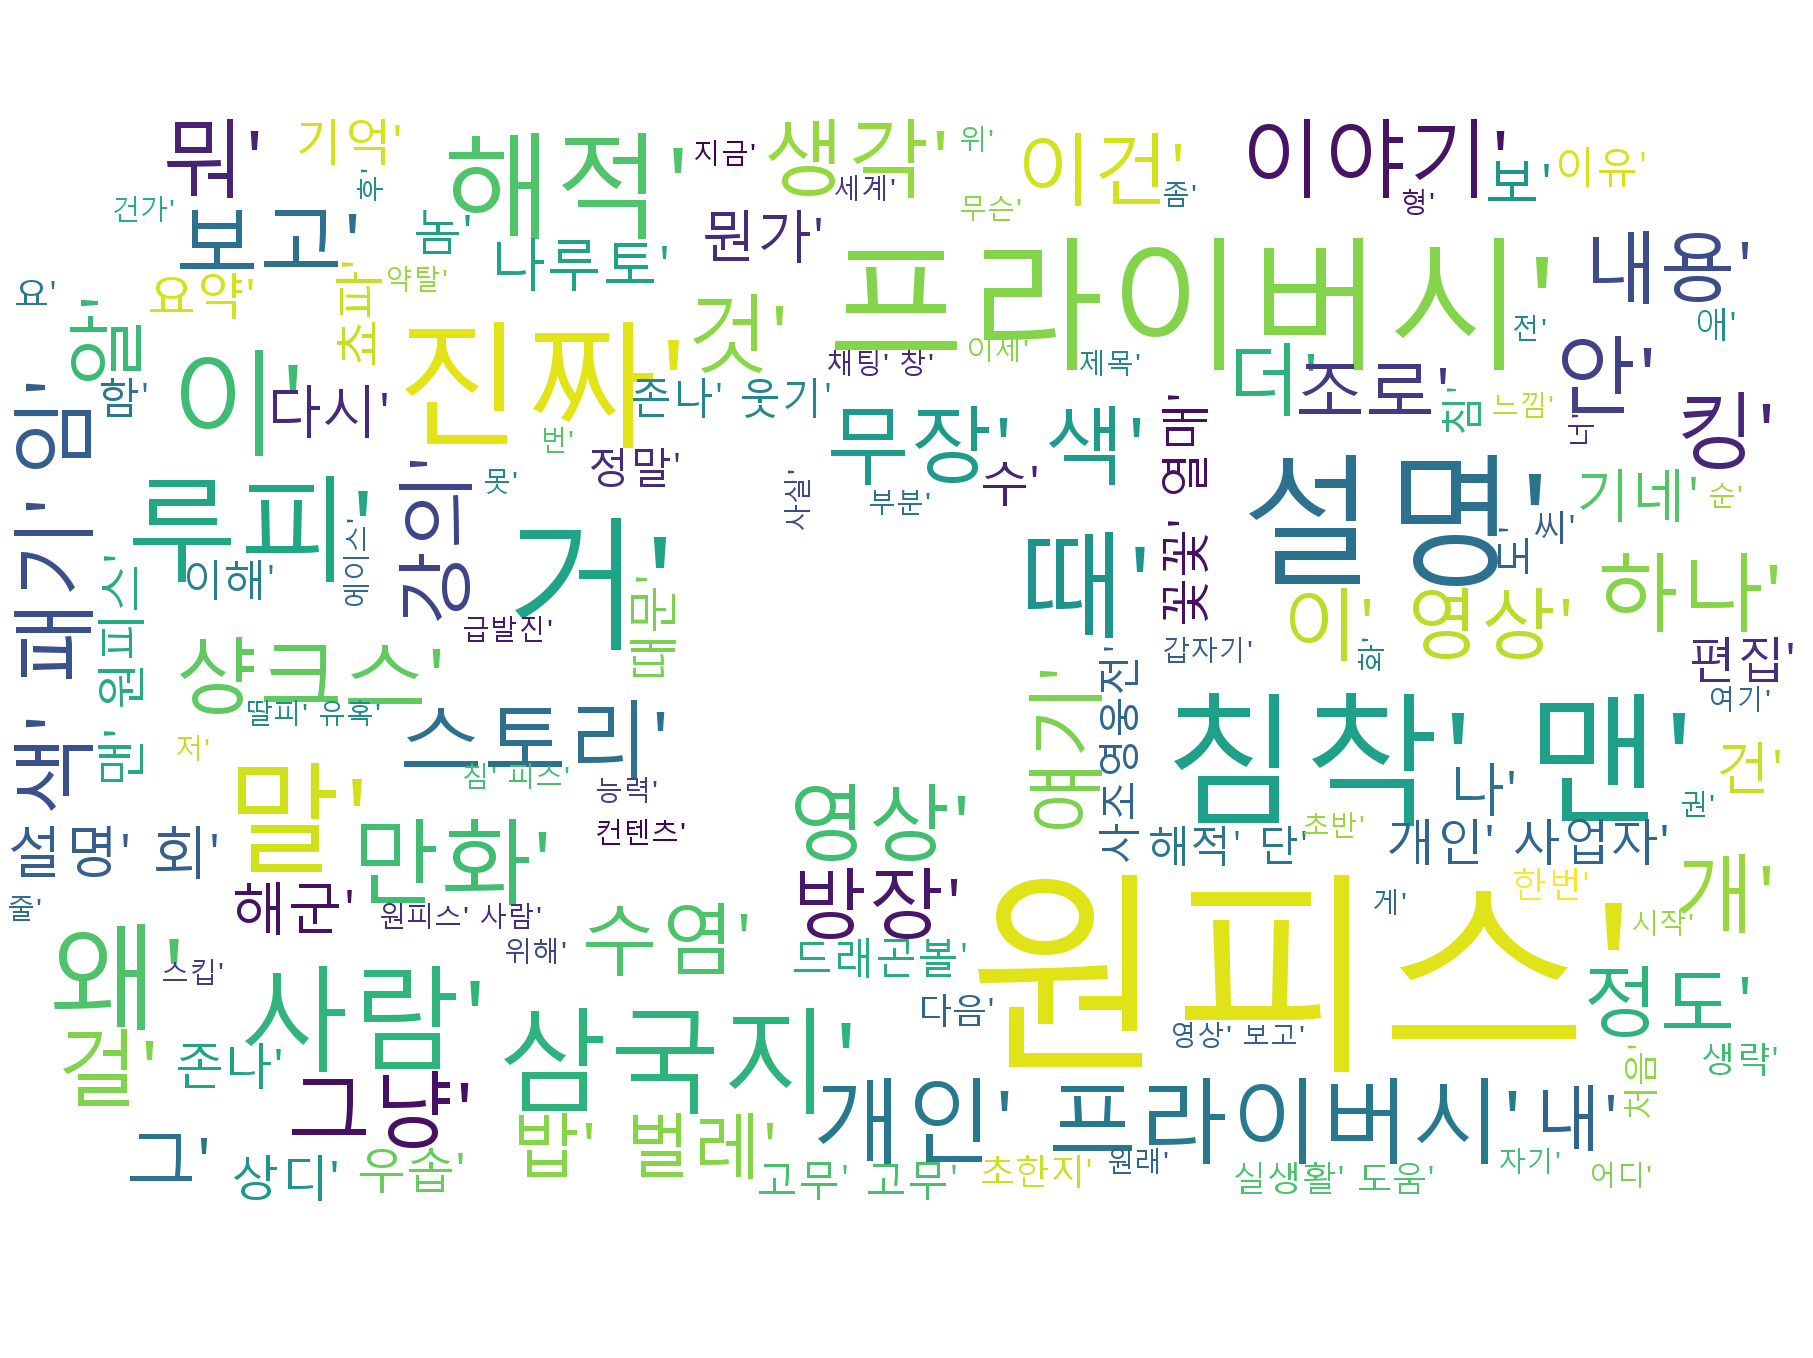 뭐'
기억'
해적'
지금'
생각'
위'
이건'
이야기'
보'
이유'
건가'
후'
세계'
무슨'
좀'
형'
보고'
놈'
나루토'
뭔가'
프라이버시'
내용'
요'
요약'
초파'
약탈'
것'
전'
애'
할'
이'
진짜'
채팅' 창'
이세'
제목'
더'
조로'
안'
임'
함'
다시'
존나' 웃기'
침'
느낌'
너'
킹'
번'
정말'
무장' 색'
열매'
루피'
강의'
못'
사실'
부분'
수'
설명'
기네'
순'
패기'
원피스'
이해'
에이스'
거'
때문'
때'
꽃꽃'
도'
씨'
하나'
급발진'
이' 영상'
샹크스'
갑자기'
화'
편집'
색'
맨'
딸피' 유혹'
스토리'
얘기'
사조영웅전'
침착' 맨'
여기'
저'
침' 피스'
능력'
나'
건'
말'
영상'
권'
설명' 회'
만화'
컨텐츠'
해적' 단'
초반'
개인' 사업자'
줄'
해군'
원피스' 사람'
방장'
원피스'
게'
한번'
개'
왜'
스킵'
수염'
위해'
드래곤볼'
시작'
사람'
다음'
정도'
걸'
존나'
삼국지'
영상' 보고'
처음'
생략'
그냥'
개인' 프라이버시'
내'
그'
상디'
우솝'
밥' 벌레'
고무' 고무'
초한지'
원래'
실생활' 도움'
자기'
어디'